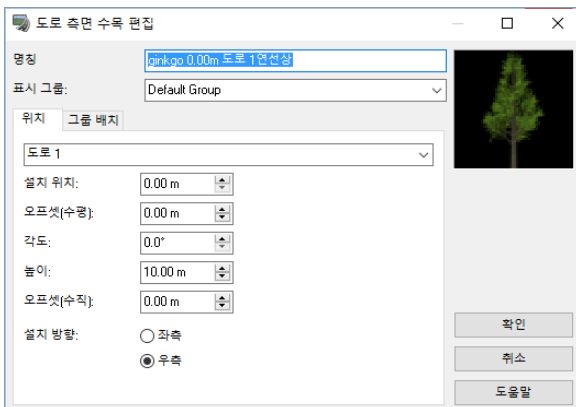 도로 측면 수목 편집
명칭
ginkgo 0.00m 도로 1연선상
표시 그룹:
Default Group
위치
그룹 배치
도로 1
설치 위치:
0.00 m
오프셋(수평):
0.00 m
각도:
0.0°
높이:
10.00 m
오프셋(수직):
0.00 m
설치 방향:
좌측
우측
확인
취소
도움말